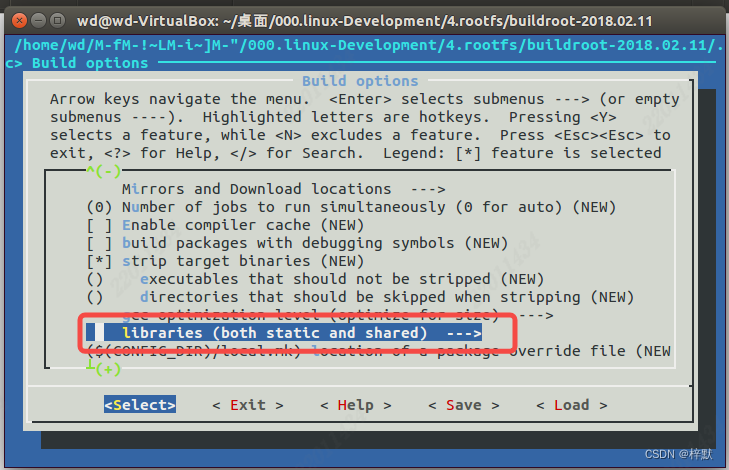 wd@wd-VirtualBox: ~/桌面/000.linux-Development/4.rootfs/buildroot-2018.02.11
/home/wd/M-fM-!~LM-i~]M-"/000.linux-Development/4.rootfs/buildroot-2018.02.11/.
c> Build options
Build options
Arrow keys navigate the menu. <Enter> selects submenus ---> (or empty
submenus ----). Highlighted letters are hotkeys. Pressing <Y>
selects a feature, while <N> excludes a feature. Press <Esc><Esc> to
exit, <?> for Help, </> for Search. Legend: [*] feature is selected
^(-)
Mirrors and Download locations --->
(0) Number of jobs to run simultaneously (0 for auto) (NEW)
[ ] Enable compiler cache (NEW)
[ ] build packages with debugging symbols (NEW)
[*] strip target binaries (NEW)
() executables that should not be stripped (NEW)
() directories that should be skipped when stripping (NEW)
gcc optimization level (optimize for size) --->
libraries (both static and shared) --->
($(CONFIG_DIR)/local.mk) location of a package override file (NEW
┴(+)
<Select> < Exit > < Help > < Save > < Load >
CSDN @梓默